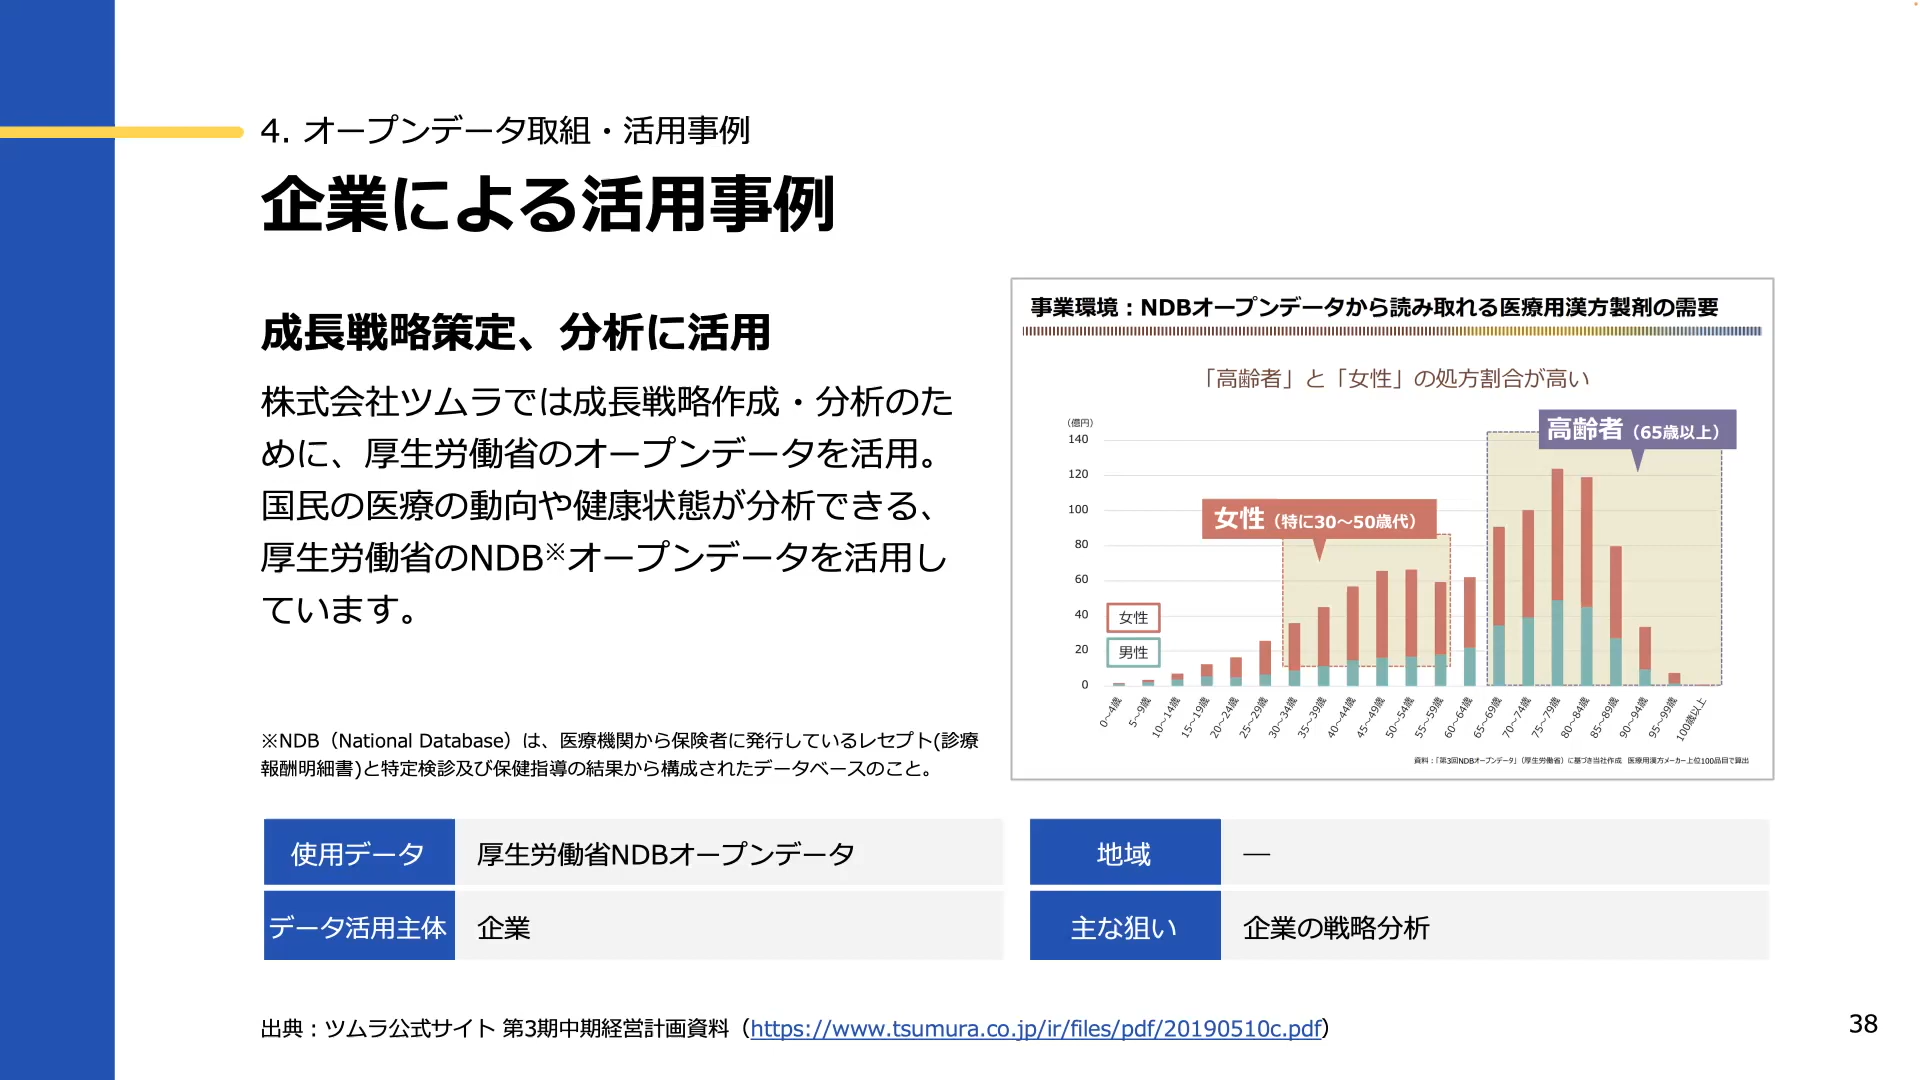 4. オープンデータ取組・活用事例
企業による活用事例
成長戦略策定、分析に活用
株式会社ツムラでは成長戦略作成・分析のた
めに、厚生労働省のオープンデータを活用。
国民の医療の動向や健康状態が分析できる、
厚生労働省のNDB※オープンデータを活用し
ています。
※NDB（National Database）は、医療機関から保険者に発行しているレセプト(診療
報酬明細書)と特定検診及び保健指導の結果から構成されたデータベースのこと。
事業環境：NDBオープンデータから読み取れる医療用漢方製剤の需要
「高齢者」と「女性」の処方割合が高い
（億円）
140
120
100
80
60
40
20
0
高齢者（65歳以上）
女性（特に30〜50歳代）
女性
男性
0〜4歳
5〜9歳
10〜14歳
15〜19歳
20〜24歳
25〜29歳
30〜34歳
35〜39歳
40〜44歳
45〜49歳
50〜54歳
55〜59歳
60〜64歳
65〜69歳
70〜74歳
75〜79歳
80〜84歳
85〜89歳
90〜94歳
95〜99歳
100歳以上
資料：「第3回NDBオープンデータ」（厚生労働省）に基づき当社作成　医療用漢方メーカー上位100品目で算出
使用データ
厚生労働省NDBオープンデータ
地域
―
データ活用主体
企業
主な狙い
企業の戦略分析
出典：ツムラ公式サイト 第3期中期経営計画資料（https://www.tsumura.co.jp/ir/files/pdf/20190510c.pdf）
38